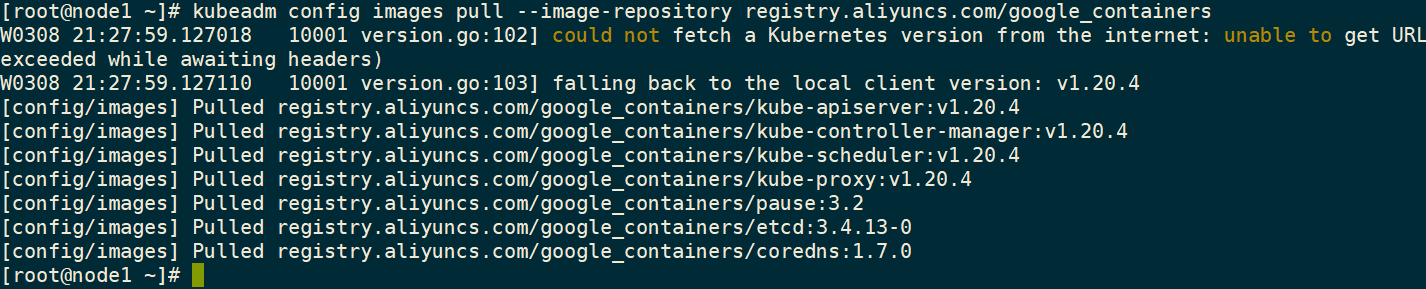 [root@node1 ~]# kubeadm config images pull --image-repository registry.aliyuncs.com/google_containers
W0308 21:27:59.127018   10001 version.go:102] could not fetch a Kubernetes version from the internet: unable to get URL
exceeded while awaiting headers)
W0308 21:27:59.127110   10001 version.go:103] falling back to the local client version: v1.20.4
[config/images] Pulled registry.aliyuncs.com/google_containers/kube-apiserver:v1.20.4
[config/images] Pulled registry.aliyuncs.com/google_containers/kube-controller-manager:v1.20.4
[config/images] Pulled registry.aliyuncs.com/google_containers/kube-scheduler:v1.20.4
[config/images] Pulled registry.aliyuncs.com/google_containers/kube-proxy:v1.20.4
[config/images] Pulled registry.aliyuncs.com/google_containers/pause:3.2
[config/images] Pulled registry.aliyuncs.com/google_containers/etcd:3.4.13-0
[config/images] Pulled registry.aliyuncs.com/google_containers/coredns:1.7.0
[root@node1 ~]#